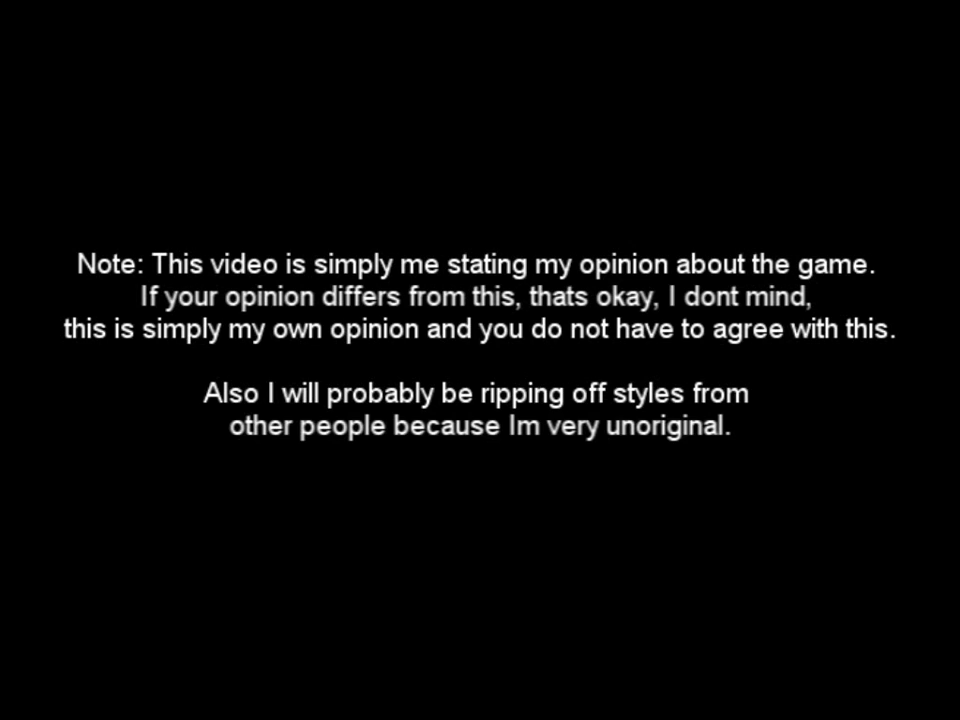 Note: This video is simply me stating my opinion about the game.
If your opinion differs from this, thats okay, I dont mind,
this is simply my own opinion and you do not have to agree with this.
Also I will probably be ripping off styles from
other people because Im very unoriginal.